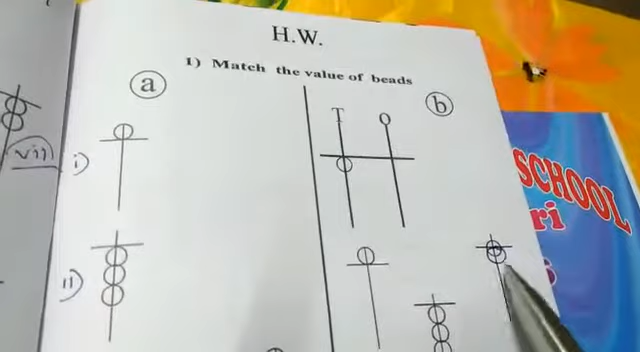 H.W.
1) Match the value of beads
a
b
T O
vii)
i)
ii)
SCHOOL
ri